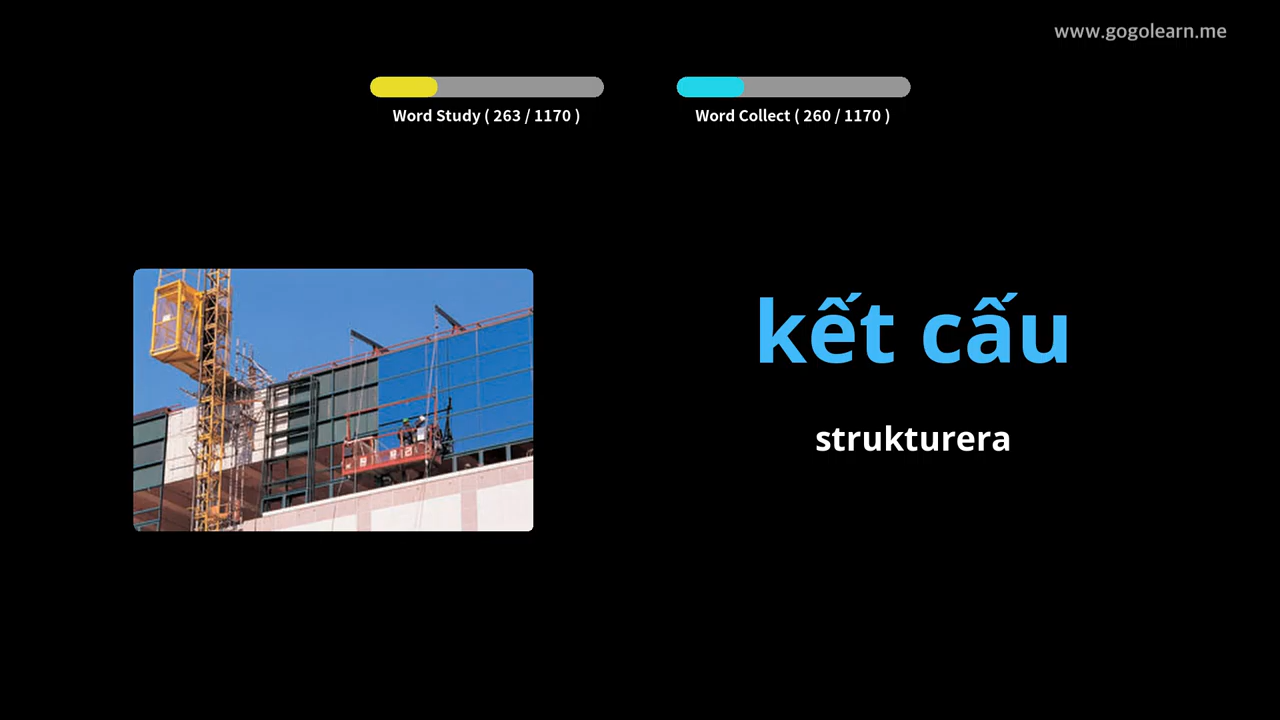 www.gogolearn.me
Word Study ( 263 / 1170 )
Word Collect ( 260 / 1170 )
kết cấu
strukturera